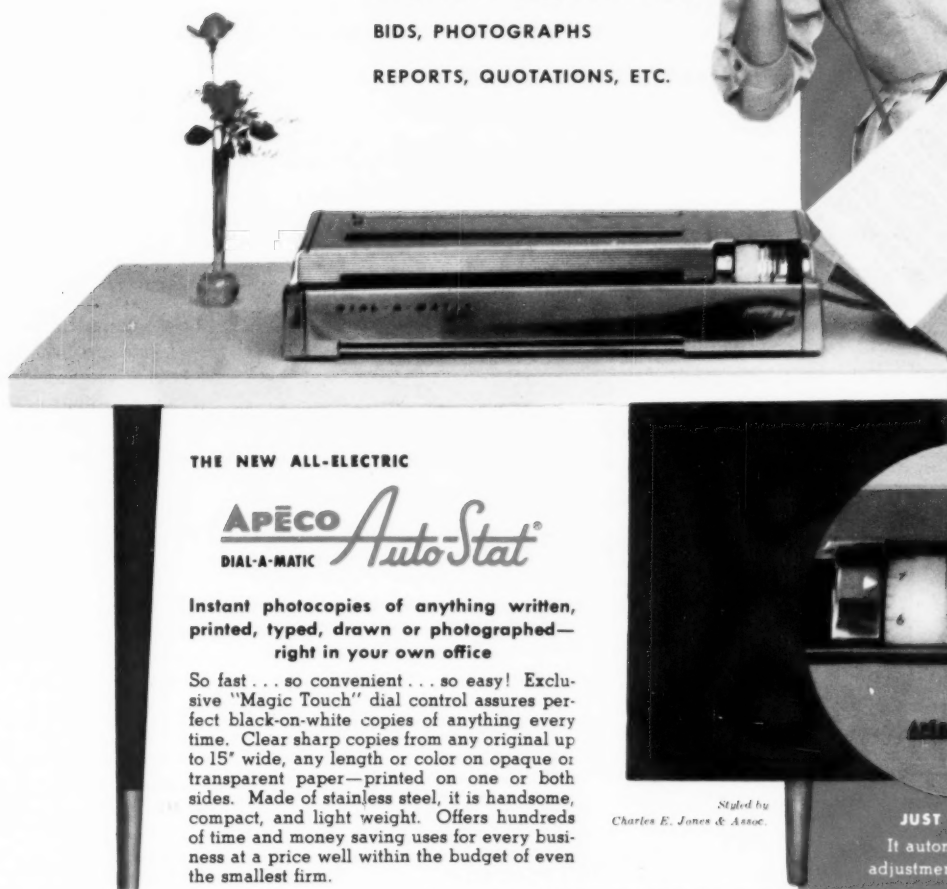 BIDS, PHOTOGRAPHS
REPORTS, QUOTATIONS, ETC.
DIAL-A-MATIC
THE NEW ALL-ELECTRIC
APĒCO Auto-Stat®
DIAL-A-MATIC
Instant photocopies of anything written,
printed, typed, drawn or photographed—
right in your own office
So fast . . . so convenient . . . so easy! Exclu-
sive "Magic Touch" dial control assures per-
fect black-on-white copies of anything every
time. Clear sharp copies from any original up
to 15" wide, any length or color on opaque or
transparent paper—printed on one or both
sides. Made of stainless steel, it is handsome,
compact, and light weight. Offers hundreds
of time and money saving uses for every busi-
ness at a price well within the budget of even
the smallest firm.
7
6
Styled by
Charles E. Jones & Assoc.
JUST
It autom
adjustme